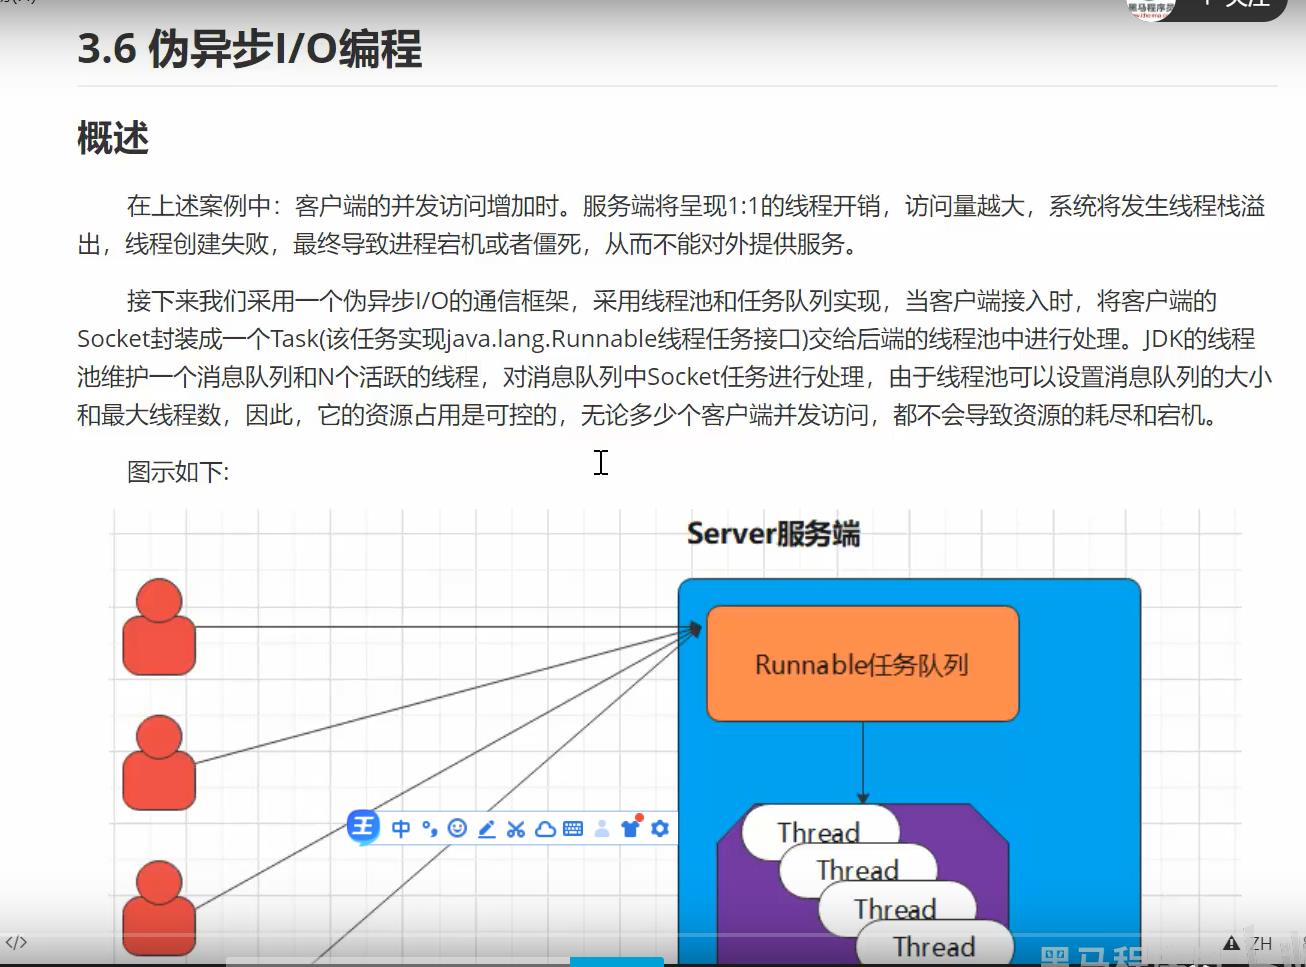 黑马程序员
关注
3.6 伪异步I/O编程
概述
在上述案例中：客户端的并发访问增加时。服务端将呈现1:1的线程开销，访问量越大，系统将发生线程栈溢
出，线程创建失败，最终导致进程宕机或者僵死，从而不能对外提供服务。
接下来我们采用一个伪异步I/O的通信框架，采用线程池和任务队列实现，当客户端接入时，将客户端的
Socket封装成一个Task(该任务实现java.lang.Runnable线程任务接口)交给后端的线程池中进行处理。JDK的线程
池维护一个消息队列和N个活跃的线程，对消息队列中Socket任务进行处理，由于线程池可以设置消息队列的大小
和最大线程数，因此，它的资源占用是可控的，无论多少个客户端并发访问，都不会导致资源的耗尽和宕机。
图示如下:
Server服务端
Runnable任务队列
王 中
Thread
Thread
Thread
Thread
</>
ZH
黑马程序员